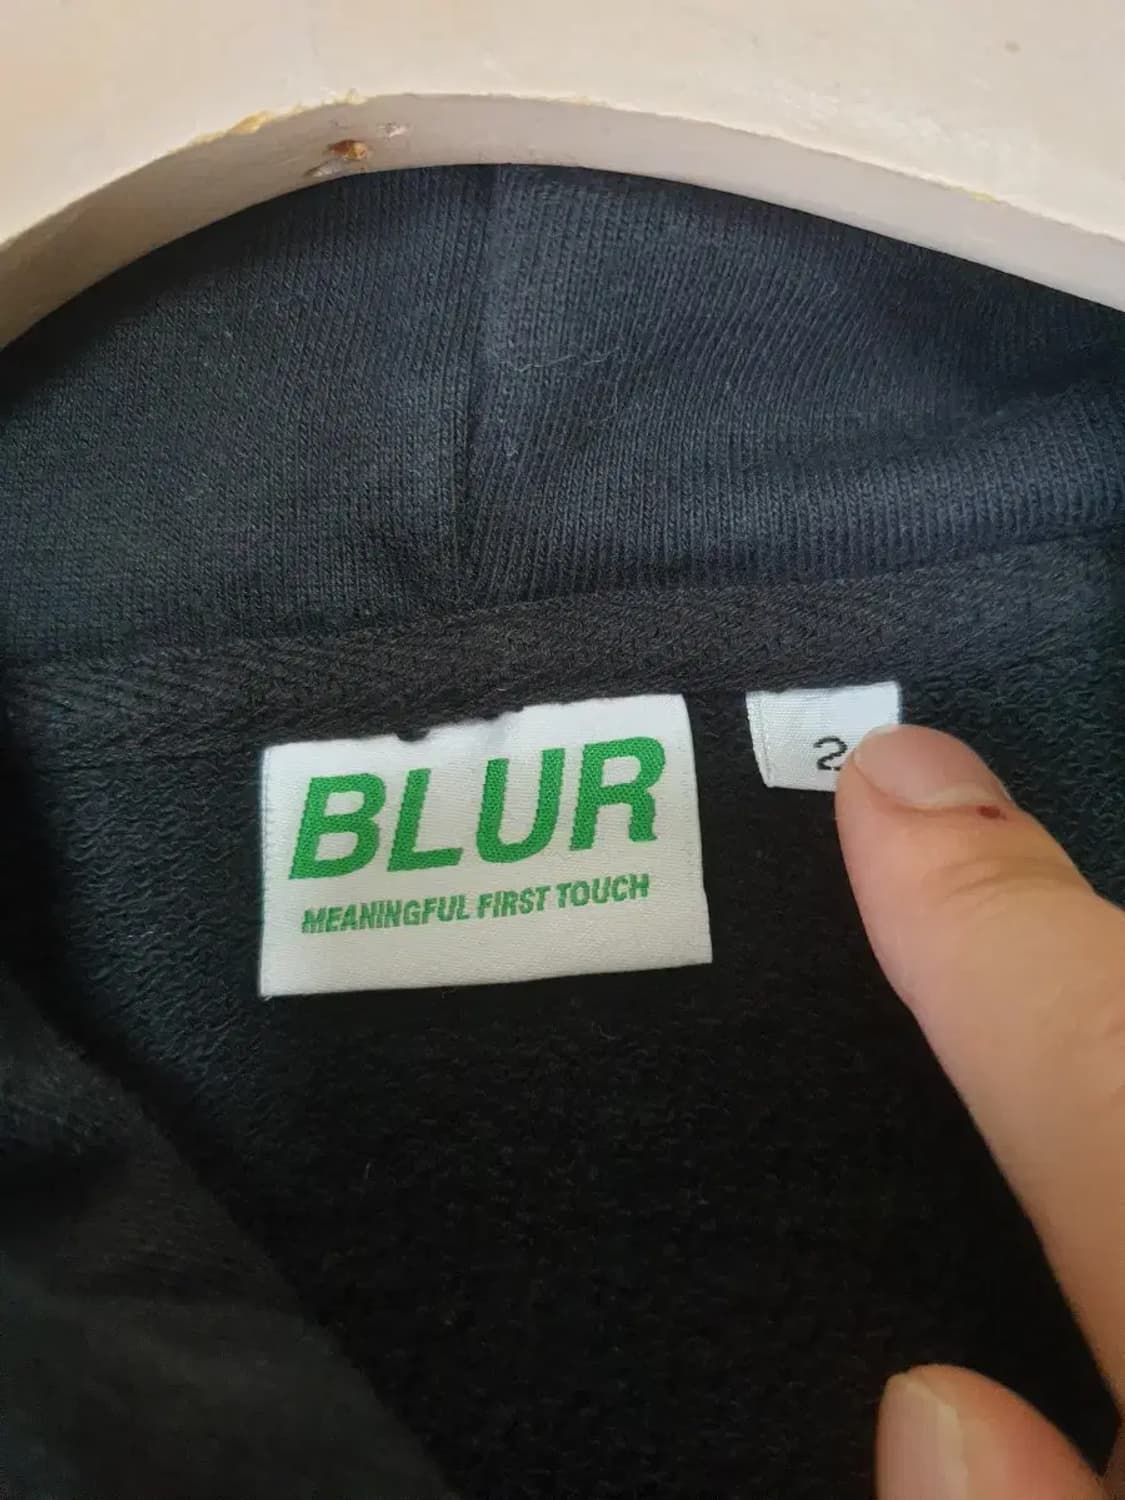 BLUR
MEANINGFUL FIRST TOUCH
2